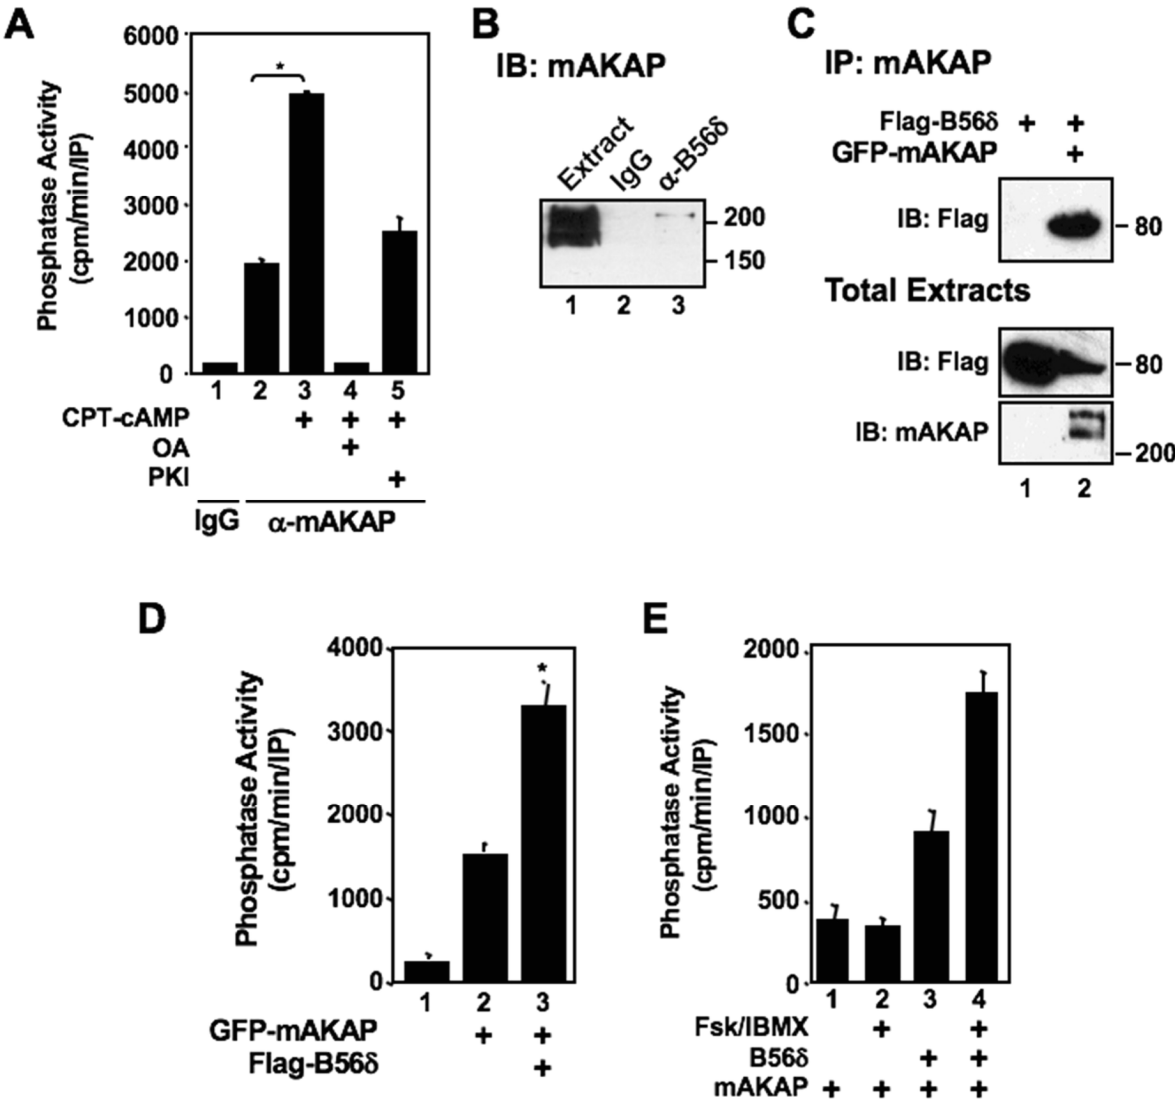 A
6000
5000
4000
3000
2000
1000
0
Phosphatase Activity
(cpm/min/IP)
*
1 2 3 4 5
CPT-cAMP + + +
OA +
PKI +
IgG α-mAKAP
B
IB: mAKAP
Extract IgG α-B56δ
200
150
1 2 3
C
IP: mAKAP
Flag-B56δ + +
GFP-mAKAP +
IB: Flag 80
Total Extracts
IB: Flag 80
IB: mAKAP 200
1 2
D
4000
3000
2000
1000
0
Phosphatase Activity
(cpm/min/IP)
*
1 2 3
GFP-mAKAP + +
Flag-B56δ +
E
2000
1500
1000
500
0
Phosphatase Activity
(cpm/min/IP)
1 2 3 4
Fsk/IBMX + +
B56δ + +
mAKAP + + + +